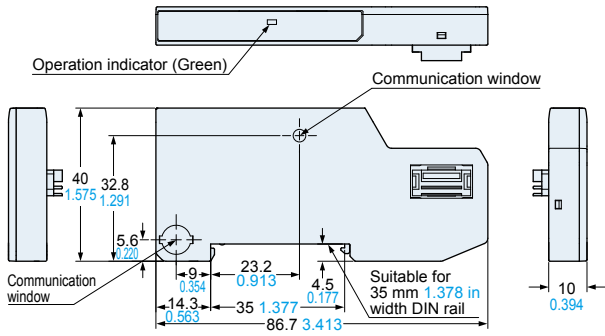 Operation indicator (Green)
Communication window
40
1.575
32.8
1.291
5.6
0.220
Communication
window
9
0.354
23.2
0.913
4.5
0.177
Suitable for
35 mm 1.378 in
width DIN rail
14.3
0.563
35 1.377
86.7 3.413
10
0.394